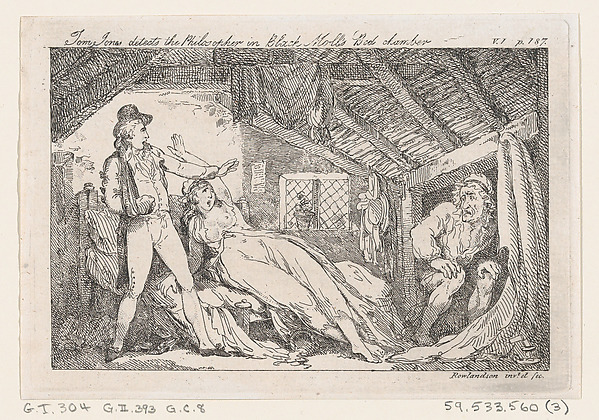 Tom Jones detects the Philosopher in Black Moll's Bed chamber V.1 p.187.
Rowlandson inv.t et fec.
G.I.304 G.II.393 G.C.8 59.533.560(3)